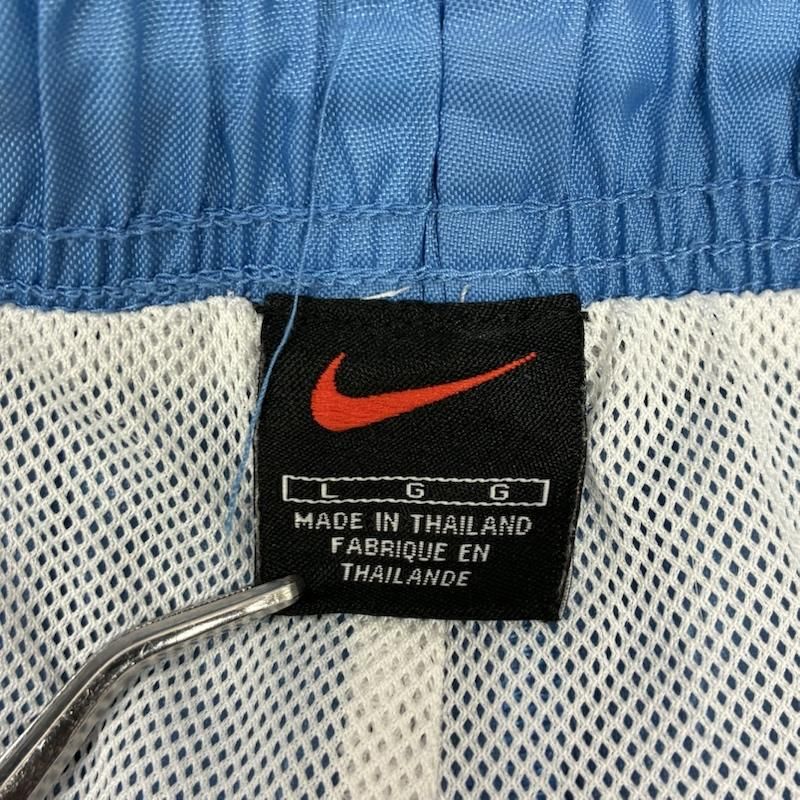 L G G
MADE IN THAILAND
FABRIQUE EN
THAILANDE